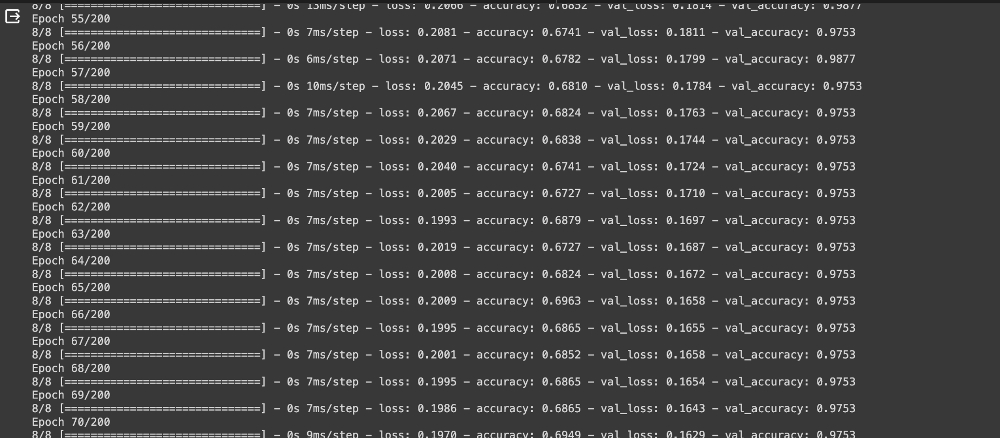 8/8 [==============================] - 0s 13ms/step - loss: 0.2066 - accuracy: 0.6852 - val_loss: 0.1814 - val_accuracy: 0.9877
Epoch 55/200
8/8 [==============================] - 0s 7ms/step - loss: 0.2081 - accuracy: 0.6741 - val_loss: 0.1811 - val_accuracy: 0.9753
Epoch 56/200
8/8 [==============================] - 0s 6ms/step - loss: 0.2071 - accuracy: 0.6782 - val_loss: 0.1799 - val_accuracy: 0.9877
Epoch 57/200
8/8 [==============================] - 0s 10ms/step - loss: 0.2045 - accuracy: 0.6810 - val_loss: 0.1784 - val_accuracy: 0.9753
Epoch 58/200
8/8 [==============================] - 0s 7ms/step - loss: 0.2067 - accuracy: 0.6824 - val_loss: 0.1763 - val_accuracy: 0.9753
Epoch 59/200
8/8 [==============================] - 0s 7ms/step - loss: 0.2029 - accuracy: 0.6838 - val_loss: 0.1744 - val_accuracy: 0.9753
Epoch 60/200
8/8 [==============================] - 0s 7ms/step - loss: 0.2040 - accuracy: 0.6741 - val_loss: 0.1724 - val_accuracy: 0.9753
Epoch 61/200
8/8 [==============================] - 0s 7ms/step - loss: 0.2005 - accuracy: 0.6727 - val_loss: 0.1710 - val_accuracy: 0.9753
Epoch 62/200
8/8 [==============================] - 0s 7ms/step - loss: 0.1993 - accuracy: 0.6879 - val_loss: 0.1697 - val_accuracy: 0.9753
Epoch 63/200
8/8 [==============================] - 0s 7ms/step - loss: 0.2019 - accuracy: 0.6727 - val_loss: 0.1687 - val_accuracy: 0.9753
Epoch 64/200
8/8 [==============================] - 0s 7ms/step - loss: 0.2008 - accuracy: 0.6824 - val_loss: 0.1672 - val_accuracy: 0.9753
Epoch 65/200
8/8 [==============================] - 0s 7ms/step - loss: 0.2009 - accuracy: 0.6963 - val_loss: 0.1658 - val_accuracy: 0.9753
Epoch 66/200
8/8 [==============================] - 0s 7ms/step - loss: 0.1995 - accuracy: 0.6865 - val_loss: 0.1655 - val_accuracy: 0.9753
Epoch 67/200
8/8 [==============================] - 0s 7ms/step - loss: 0.2001 - accuracy: 0.6852 - val_loss: 0.1658 - val_accuracy: 0.9753
Epoch 68/200
8/8 [==============================] - 0s 7ms/step - loss: 0.1995 - accuracy: 0.6865 - val_loss: 0.1654 - val_accuracy: 0.9753
Epoch 69/200
8/8 [==============================] - 0s 7ms/step - loss: 0.1986 - accuracy: 0.6865 - val_loss: 0.1643 - val_accuracy: 0.9753
Epoch 70/200
8/8 [==============================] - 0s 9ms/step - loss: 0.1970 - accuracy: 0.6949 - val_loss: 0.1629 - val_accuracy: 0.9753